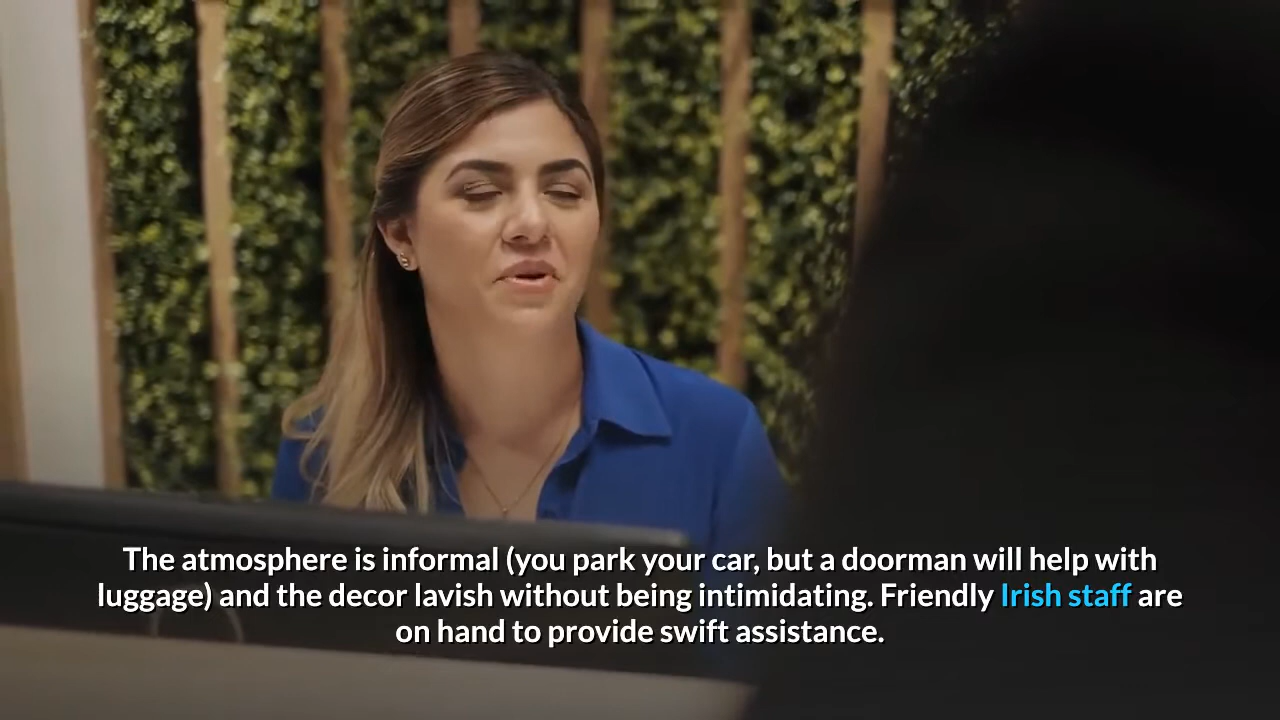 The atmosphere is informal (you park your car, but a doorman will help with
luggage) and the decor lavish without being intimidating. Friendly Irish staff are
on hand to provide swift assistance.